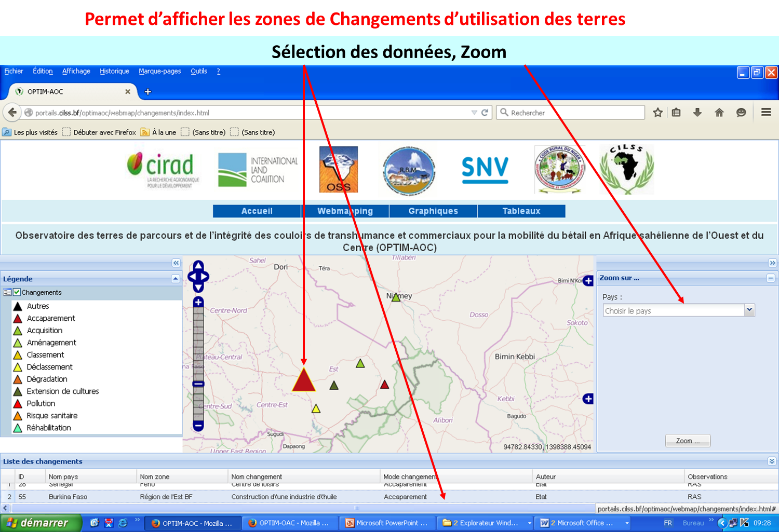 Permet d’afficher les zones de Changements d’utilisation des terres
Sélection des données, Zoom
Fichier Édition Affichage Historique Marque-pages Outils ?
OPTIM-AOC
portails.cilss.bf/optimaoc/webmap/changements/index.html
Rechercher
Les plus visités Débuter avec Firefox À la une (Sans titre) (Sans titre)
cirad
LA RECHERCHE AGRONOMIQUE
POUR LE DÉVELOPPEMENT
INTERNATIONAL
LAND
COALITION
OSS
R.B.M
SNV
CILSS
Accueil Webmapping Graphiques Tableaux
Observatoire des terres de parcours et de l'intégrité des couloirs de transhumance et commerciaux pour la mobilité du bétail en Afrique sahélienne de l'Ouest et du
Centre (OPTIM-AOC)
Légende
Changements
Autres
Accaparement
Acquisition
Aménagement
Classement
Déclassement
Dégradation
Extension de cultures
Pollution
Risque sanitaire
Réhabilitation
Sahel
Dori
Téra
Tillabéri
Niamey
Birni N'Ko
Centre-Nord
Dosso
Sokoto
Plateau-Central
Est
Birnin Kebbi
Centre-Est
Kebbi
Alibori
Bagudo
Dapaong
Upper East Region
94782.84330, 1398388.45094
Zoom sur ...
Pays :
Choisir le pays
Zoom ...
Liste des changements
ID Nom pays Nom zone Nom changement Mode changement Auteur Observations
1 28 Sénégal Ferlo Centre de loisirs Accaparement Etat RAS
2 55 Burkina Faso Région de l'Est BF Construction d'une industrie d'huile Accaparement Etat RAS
portails.cilss.bf/optimaoc/webmap/changements/index.html#
démarrer OPTIM-AOC - Mozilla ... OPTIM-OAC - Mozilla ... Microsoft PowerPoint ... 2 Explorateur Wind... 2 Microsoft Office ... FR Bureau 09:28